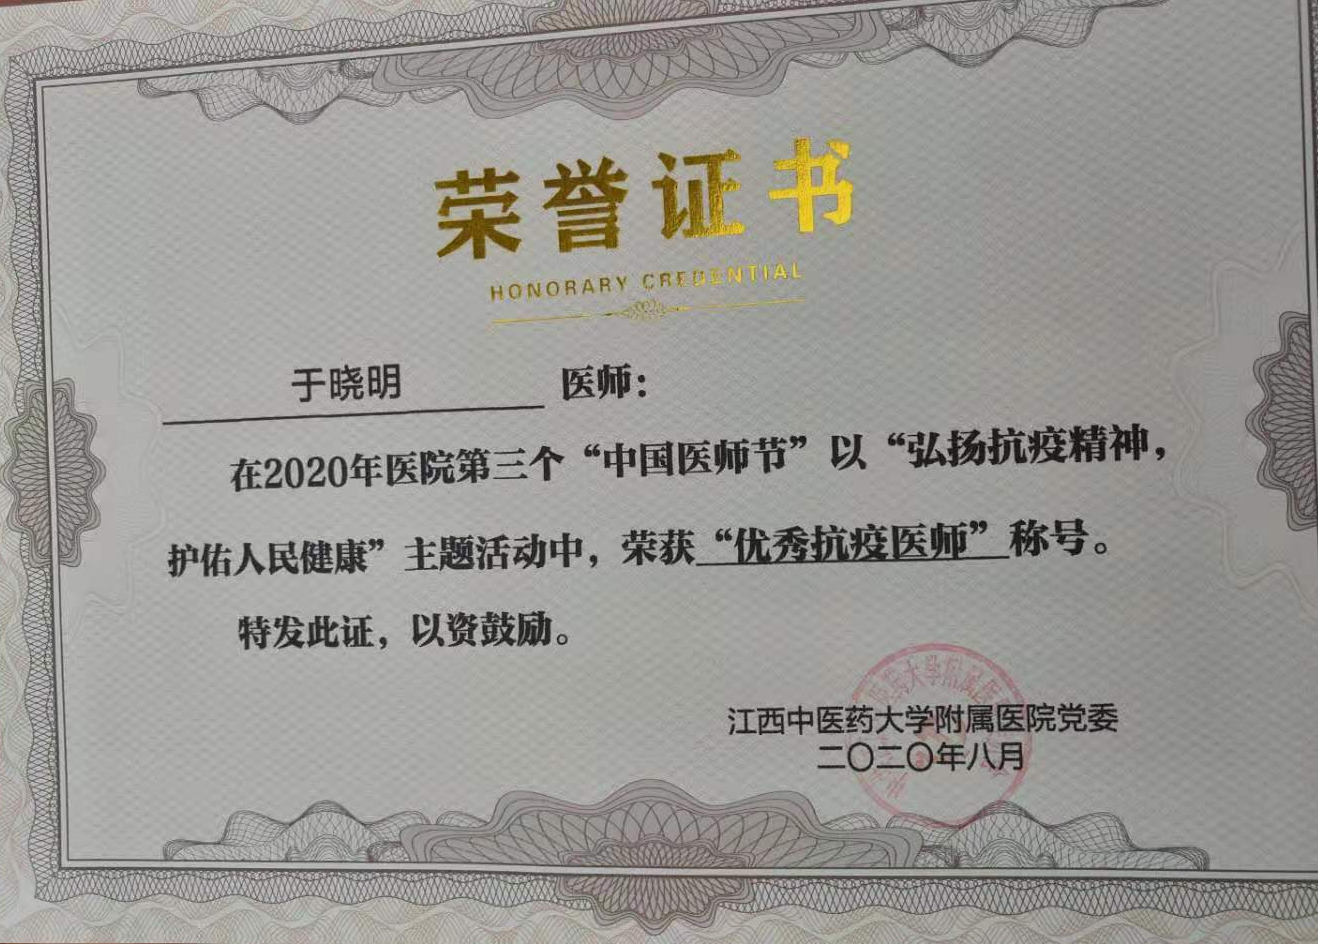 荣誉证书
HONORARY CREDENTIAL
于晓明 医师：
在2020年医院第三个“中国医师节”以“弘扬抗疫精神，
护佑人民健康”主题活动中，荣获“优秀抗疫医师”称号。
特发此证，以资鼓励。
江西中医药大学附属医院党委
二〇二〇年八月